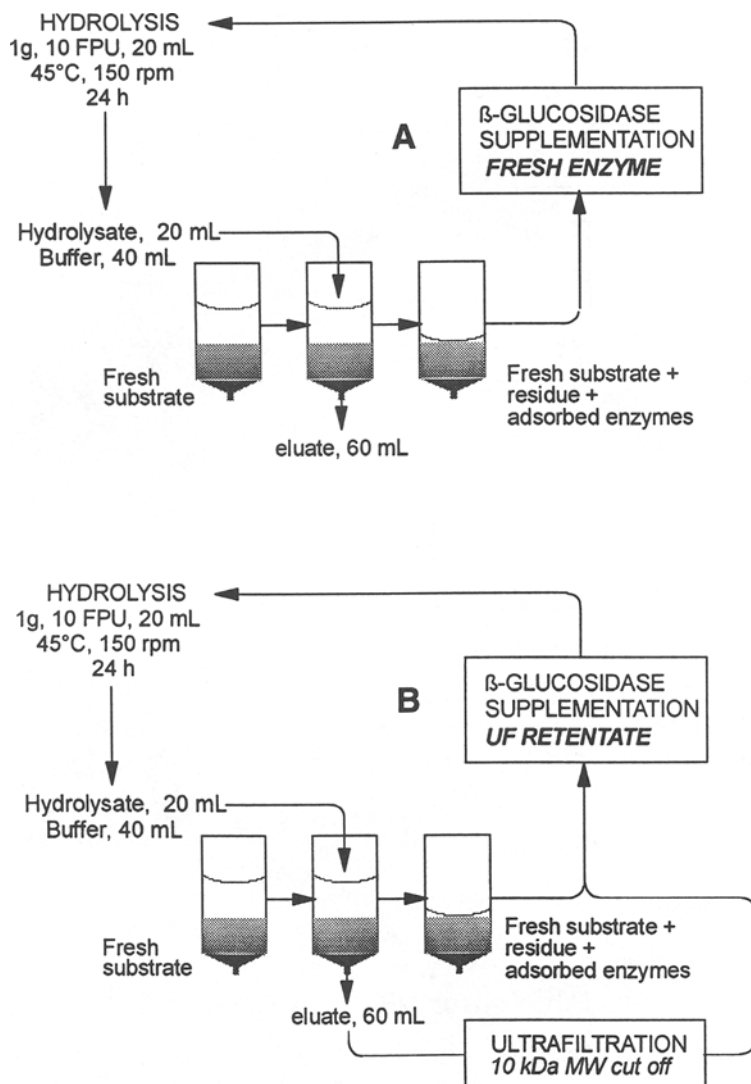 HYDROLYSIS
1g, 10 FPU, 20 mL
45°C, 150 rpm
24 h
A
ß-GLUCOSIDASE
SUPPLEMENTATION
FRESH ENZYME
Hydrolysate, 20 mL
Buffer, 40 mL
Fresh
substrate
Fresh substrate +
residue +
adsorbed enzymes
eluate, 60 mL
HYDROLYSIS
1g, 10 FPU, 20 mL
45°C, 150 rpm
24 h
B
ß-GLUCOSIDASE
SUPPLEMENTATION
UF RETENTATE
Hydrolysate, 20 mL
Buffer, 40 mL
Fresh
substrate
Fresh substrate +
residue +
adsorbed enzymes
eluate, 60 mL
ULTRAFILTRATION
10 kDa MW cut off